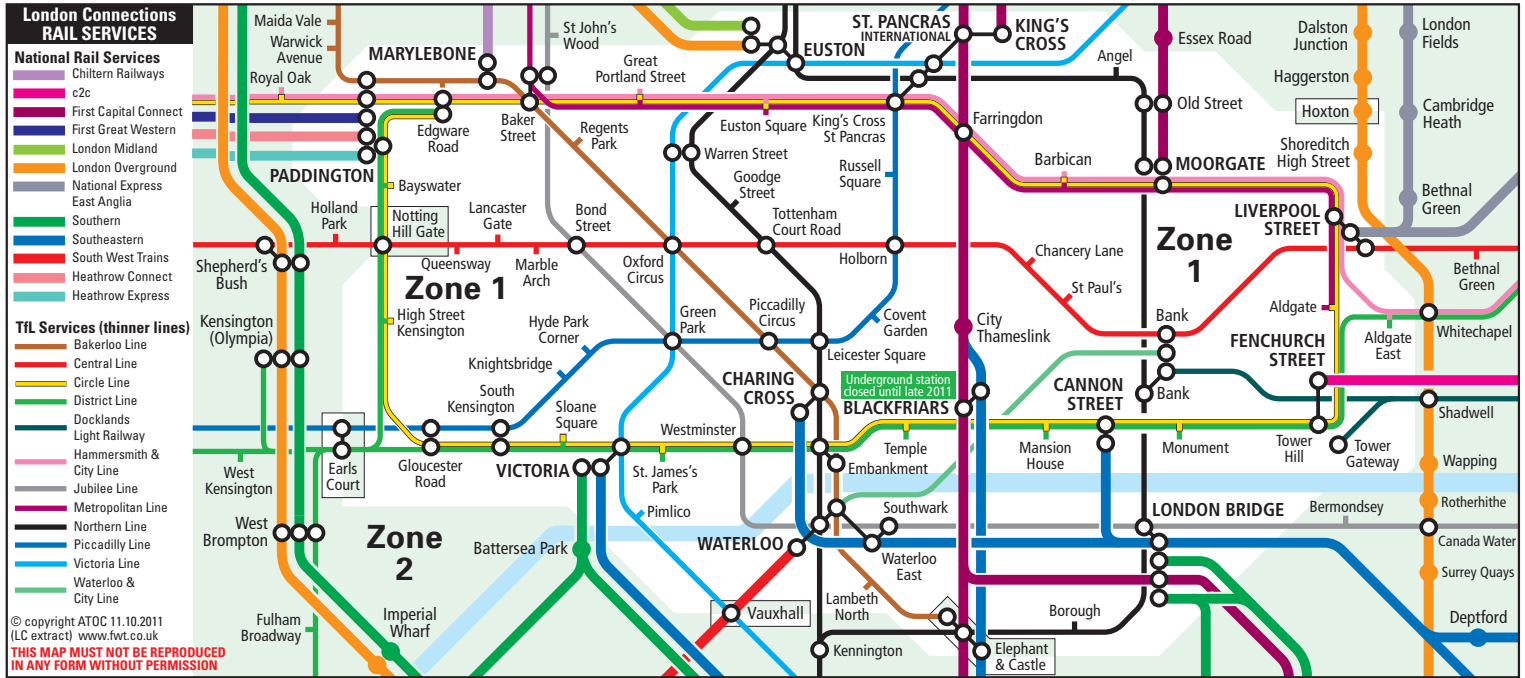 London Connections
RAIL SERVICES
National Rail Services
Chiltern Railways
c2c
First Capital Connect
First Great Western
London Midland
London Overground
National Express
East Anglia
Southern
Southeastern
South West Trains
Heathrow Connect
Heathrow Express
TfL Services (thinner lines)
Bakerloo Line
Central Line
Circle Line
District Line
Docklands
Light Railway
Hammersmith &
City Line
Jubilee Line
Metropolitan Line
Northern Line
Piccadilly Line
Victoria Line
Waterloo &
City Line
© copyright ATOC 11.10.2011
(LC extract) www.fwt.co.uk
THIS MAP MUST NOT BE REPRODUCED
IN ANY FORM WITHOUT PERMISSION
Maida Vale
Warwick
Avenue
Royal Oak
MARYLEBONE
St John's
Wood
Great
Portland Street
EUSTON
ST. PANCRAS
INTERNATIONAL
KING'S
CROSS
Angel
Essex Road
Dalston
Junction
London
Fields
Haggerston
Hoxton
Cambridge
Heath
Old Street
Edgware
Road
Baker
Street
Regents
Park
Euston Square
King's Cross
St Pancras
Farringdon
Shoreditch
High Street
PADDINGTON
Bayswater
Warren Street
Goodge
Street
Russell
Square
Barbican
MOORGATE
Bethnal
Green
Holland
Park
Notting
Hill Gate
Lancaster
Gate
Bond
Street
Tottenham
Court Road
LIVERPOOL
STREET
Zone
1
Shepherd's
Bush
Queensway
Marble
Arch
Oxford
Circus
Holborn
Chancery Lane
Bethnal
Green
Zone 1
St Paul's
Kensington
(Olympia)
High Street
Kensington
Hyde Park
Corner
Green
Park
Piccadilly
Circus
Covent
Garden
City
Thameslink
Bank
Aldgate
Aldgate
East
Whitechapel
Knightsbridge
Leicester Square
FENCHURCH
STREET
South
Kensington
CHARING
CROSS
Underground station
closed until late 2011
BLACKFRIARS
CANNON
STREET
Bank
Shadwell
Sloane
Square
Westminster
West
Kensington
Earls
Court
Gloucester
Road
VICTORIA
St. James's
Park
Embankment
Temple
Mansion
House
Monument
Tower
Hill
Tower
Gateway
Wapping
West
Brompton
Zone
2
Battersea Park
Pimlico
WATERLOO
Southwark
Waterloo
East
LONDON BRIDGE
Bermondsey
Rotherhithe
Canada Water
Surrey Quays
Fulham
Broadway
Imperial
Wharf
Vauxhall
Lambeth
North
Kennington
Elephant
& Castle
Borough
Deptford